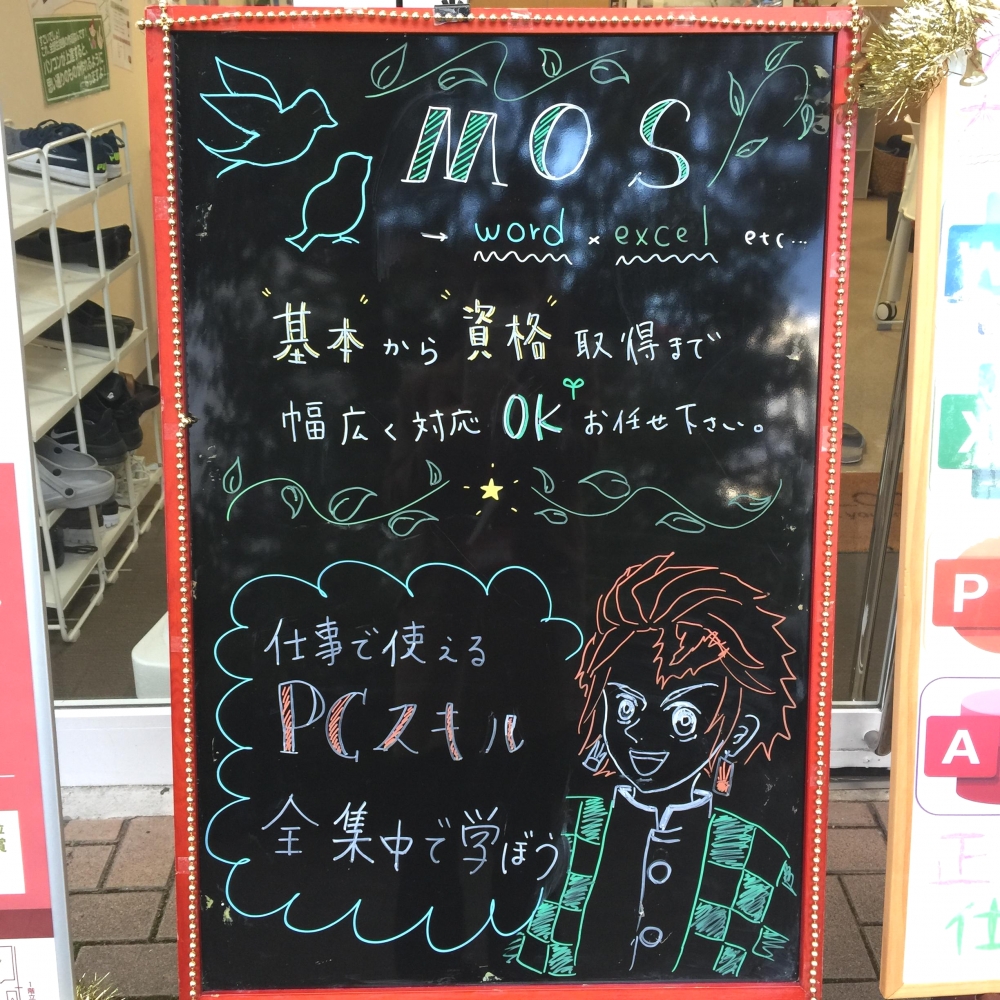 MOS
→ word × excel etc...
"基本"から"資格"取得まで
幅広く対応OKお任せ下さい。
仕事で使える
PCスキル
全集中で学ぼう
P
A
正
仕